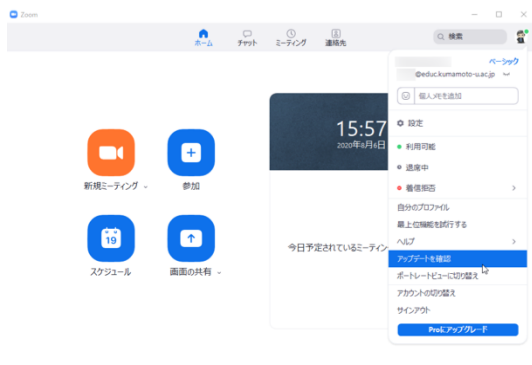 Zoom
ホーム
チャット
ミーティング
連絡先
検索
新規ミーティング
参加
19
スケジュール
画面の共有
15:57
2020年8月6日
今日予定されているミーティン
ベーシック
@educ.kumamoto-u.ac.jp
個人メモを追加
設定
利用可能
退席中
着信拒否
自分のプロファイル
最上位機能を試行する
ヘルプ
アップデートを確認
ポートレートビューに切り替え
アカウントの切り替え
サインアウト
Proにアップグレード